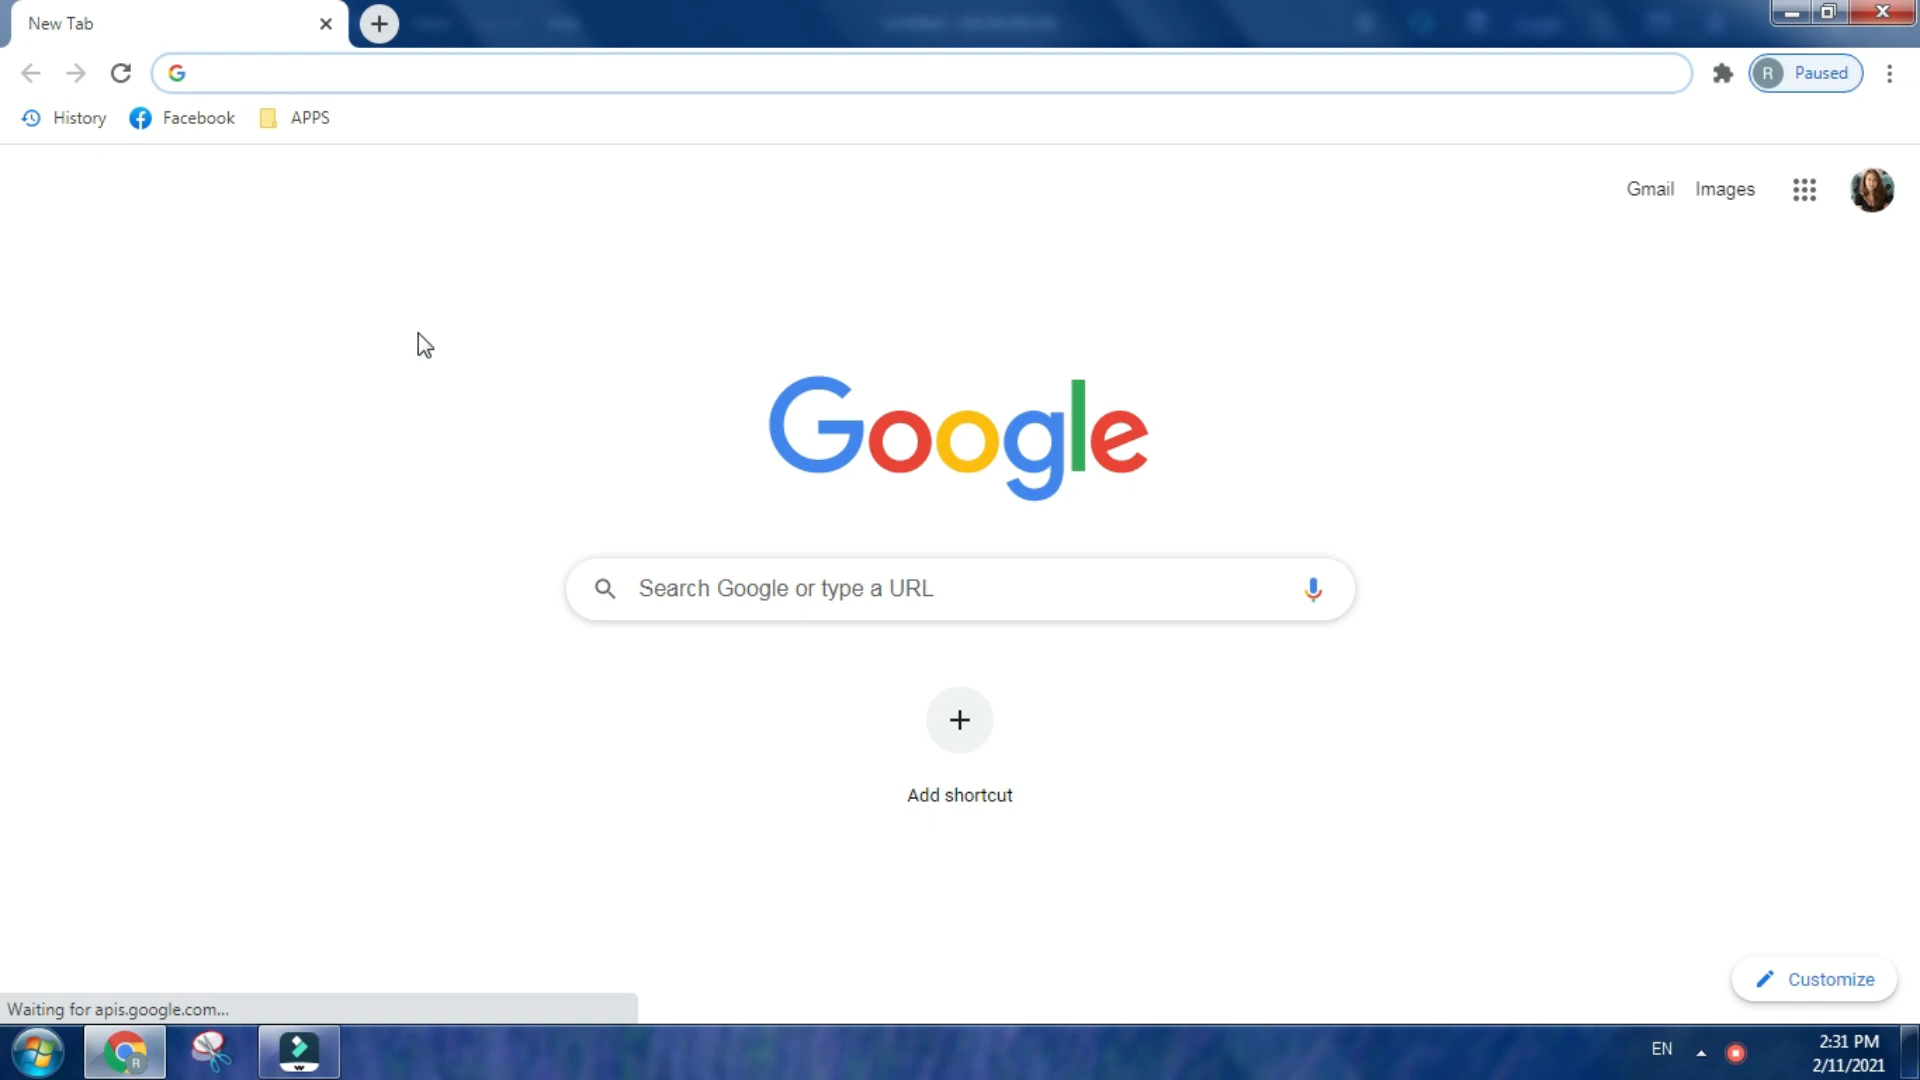 New Tab
R Paused
History Facebook APPS
Gmail Images
Google
Search Google or type a URL
Add shortcut
Customize
Waiting for apis.google.com...
R
EN
2:31 PM
2/11/2021